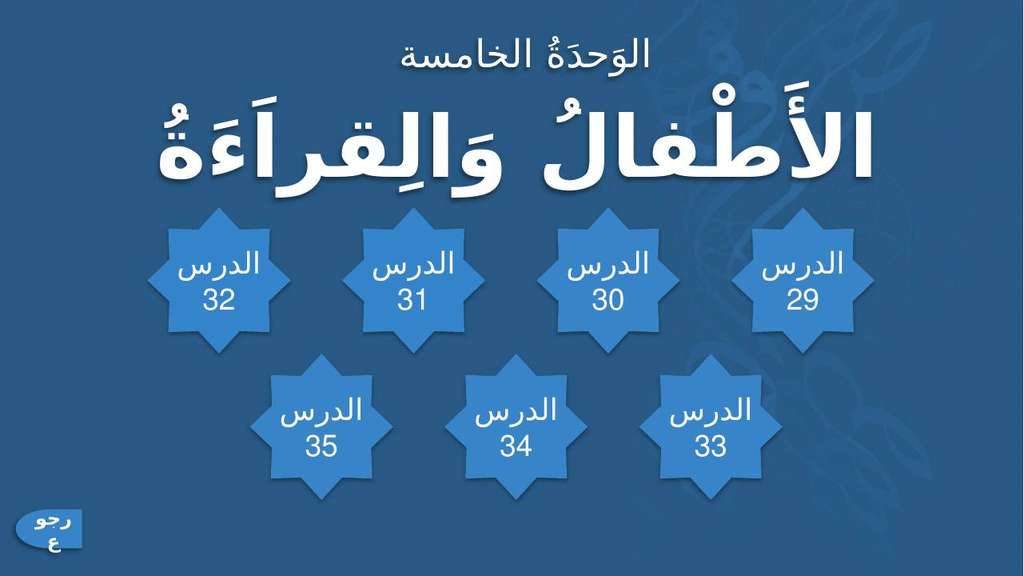 الوَحدَةُ الخامسة
الأَطْفالُ وَالِقراَءَةُ
الدرس
29
الدرس
30
الدرس
31
الدرس
32
الدرس
33
الدرس
34
الدرس
35
رجو
ع